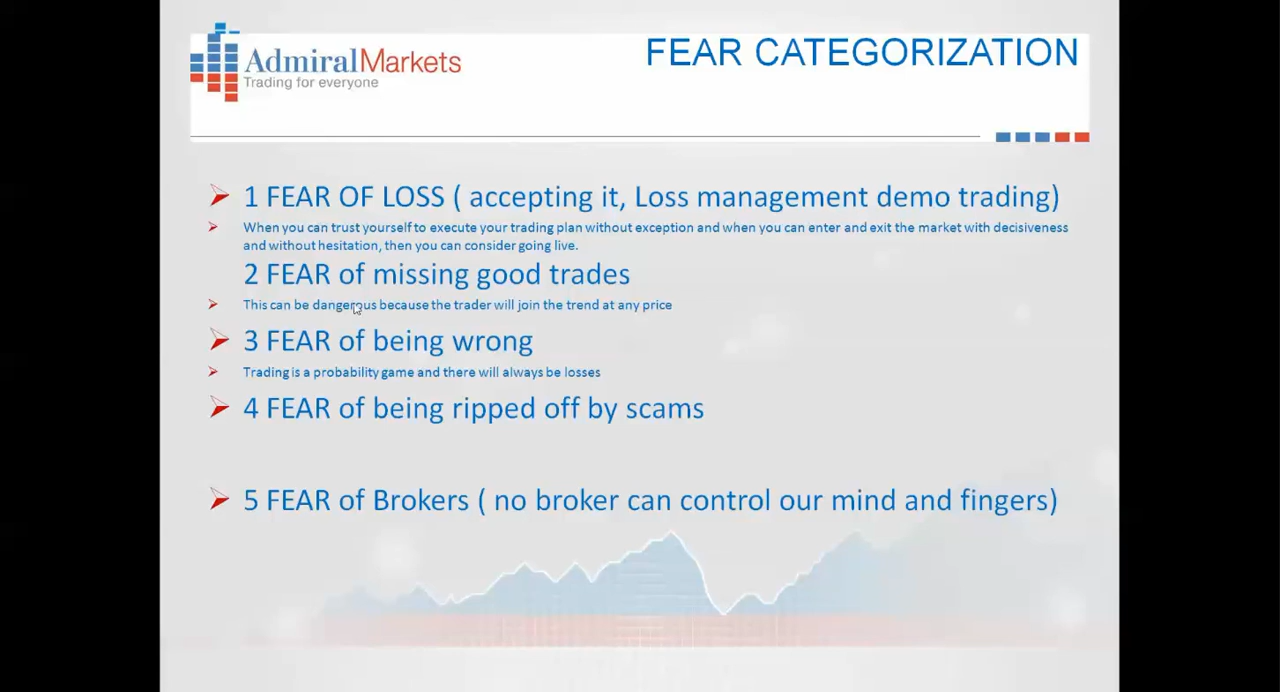 AdmiralMarkets
Trading for everyone
FEAR CATEGORIZATION
1 FEAR OF LOSS ( accepting it, Loss management demo trading)
When you can trust yourself to execute your trading plan without exception and when you can enter and exit the market with decisiveness
and without hesitation, then you can consider going live.
2 FEAR of missing good trades
This can be dangerous because the trader will join the trend at any price
3 FEAR of being wrong
Trading is a probability game and there will always be losses
4 FEAR of being ripped off by scams
5 FEAR of Brokers ( no broker can control our mind and fingers)